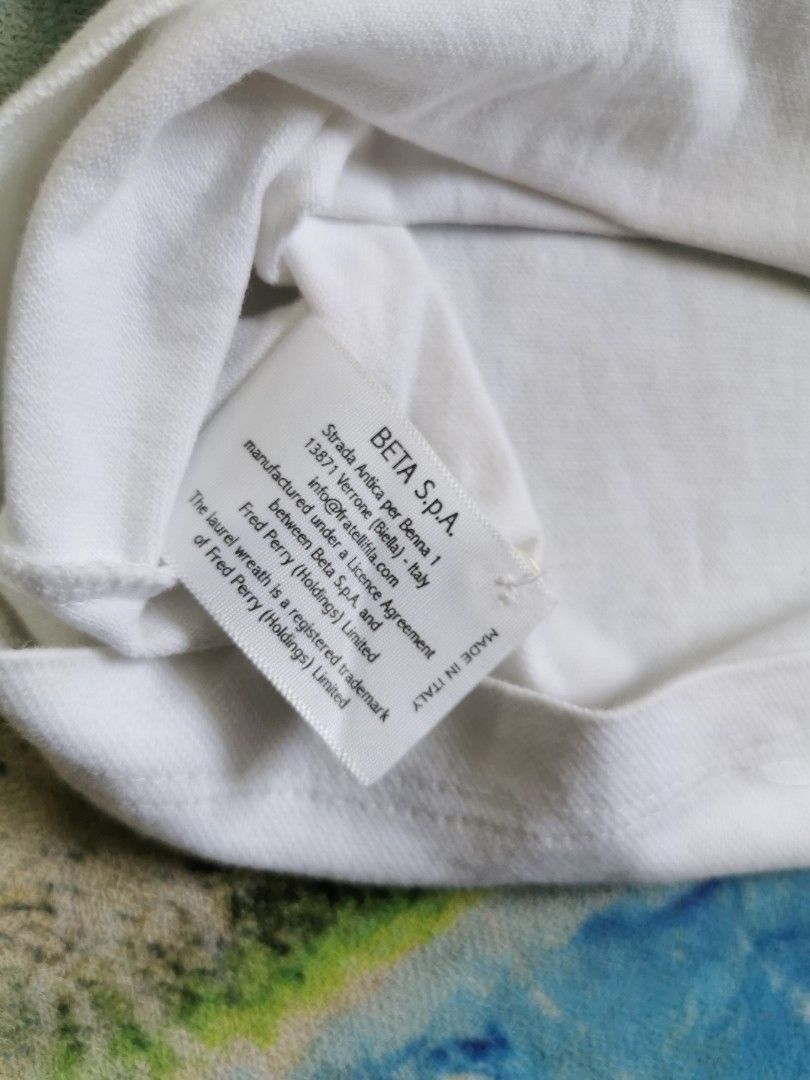 BETA S.p.A.
Strada Antica per Benna 1
13871 Verrone (Biella) - Italy
info@fratellifila.com
manufactured under a Licence Agreement
between Beta S.p.A. and
Fred Perry (Holdings) Limited
The laurel wreath is a registered trademark
of Fred Perry (Holdings) Limited
MADE IN ITALY